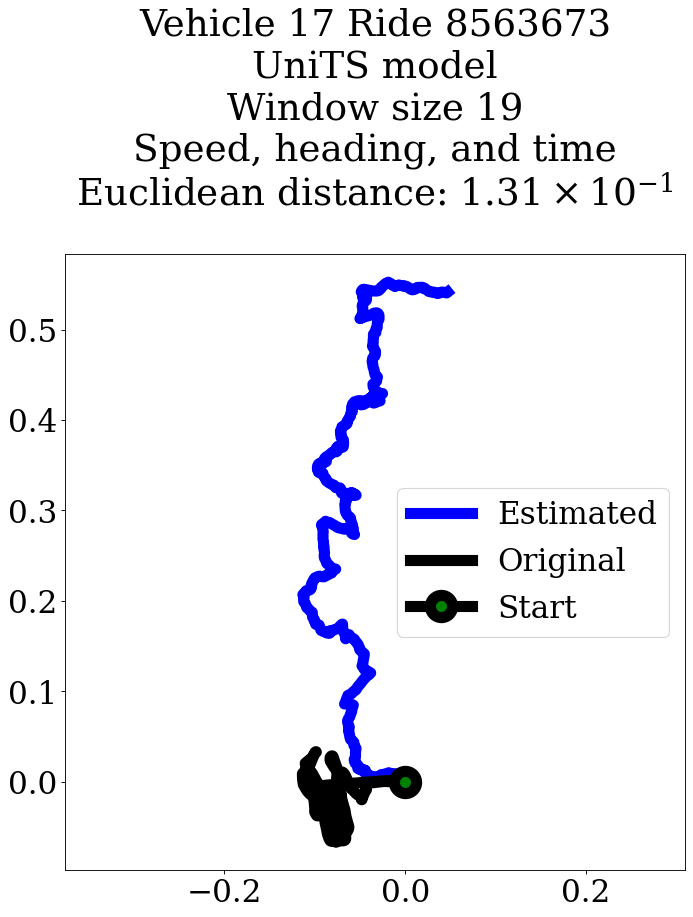 Vehicle 17 Ride 8563673
UniTS model
Window size 19
Speed, heading, and time
Euclidean distance: 1.31 × 10⁻¹
0.5
0.4
0.3
0.2
0.1
0.0
Estimated
Original
Start
−0.2 0.0 0.2